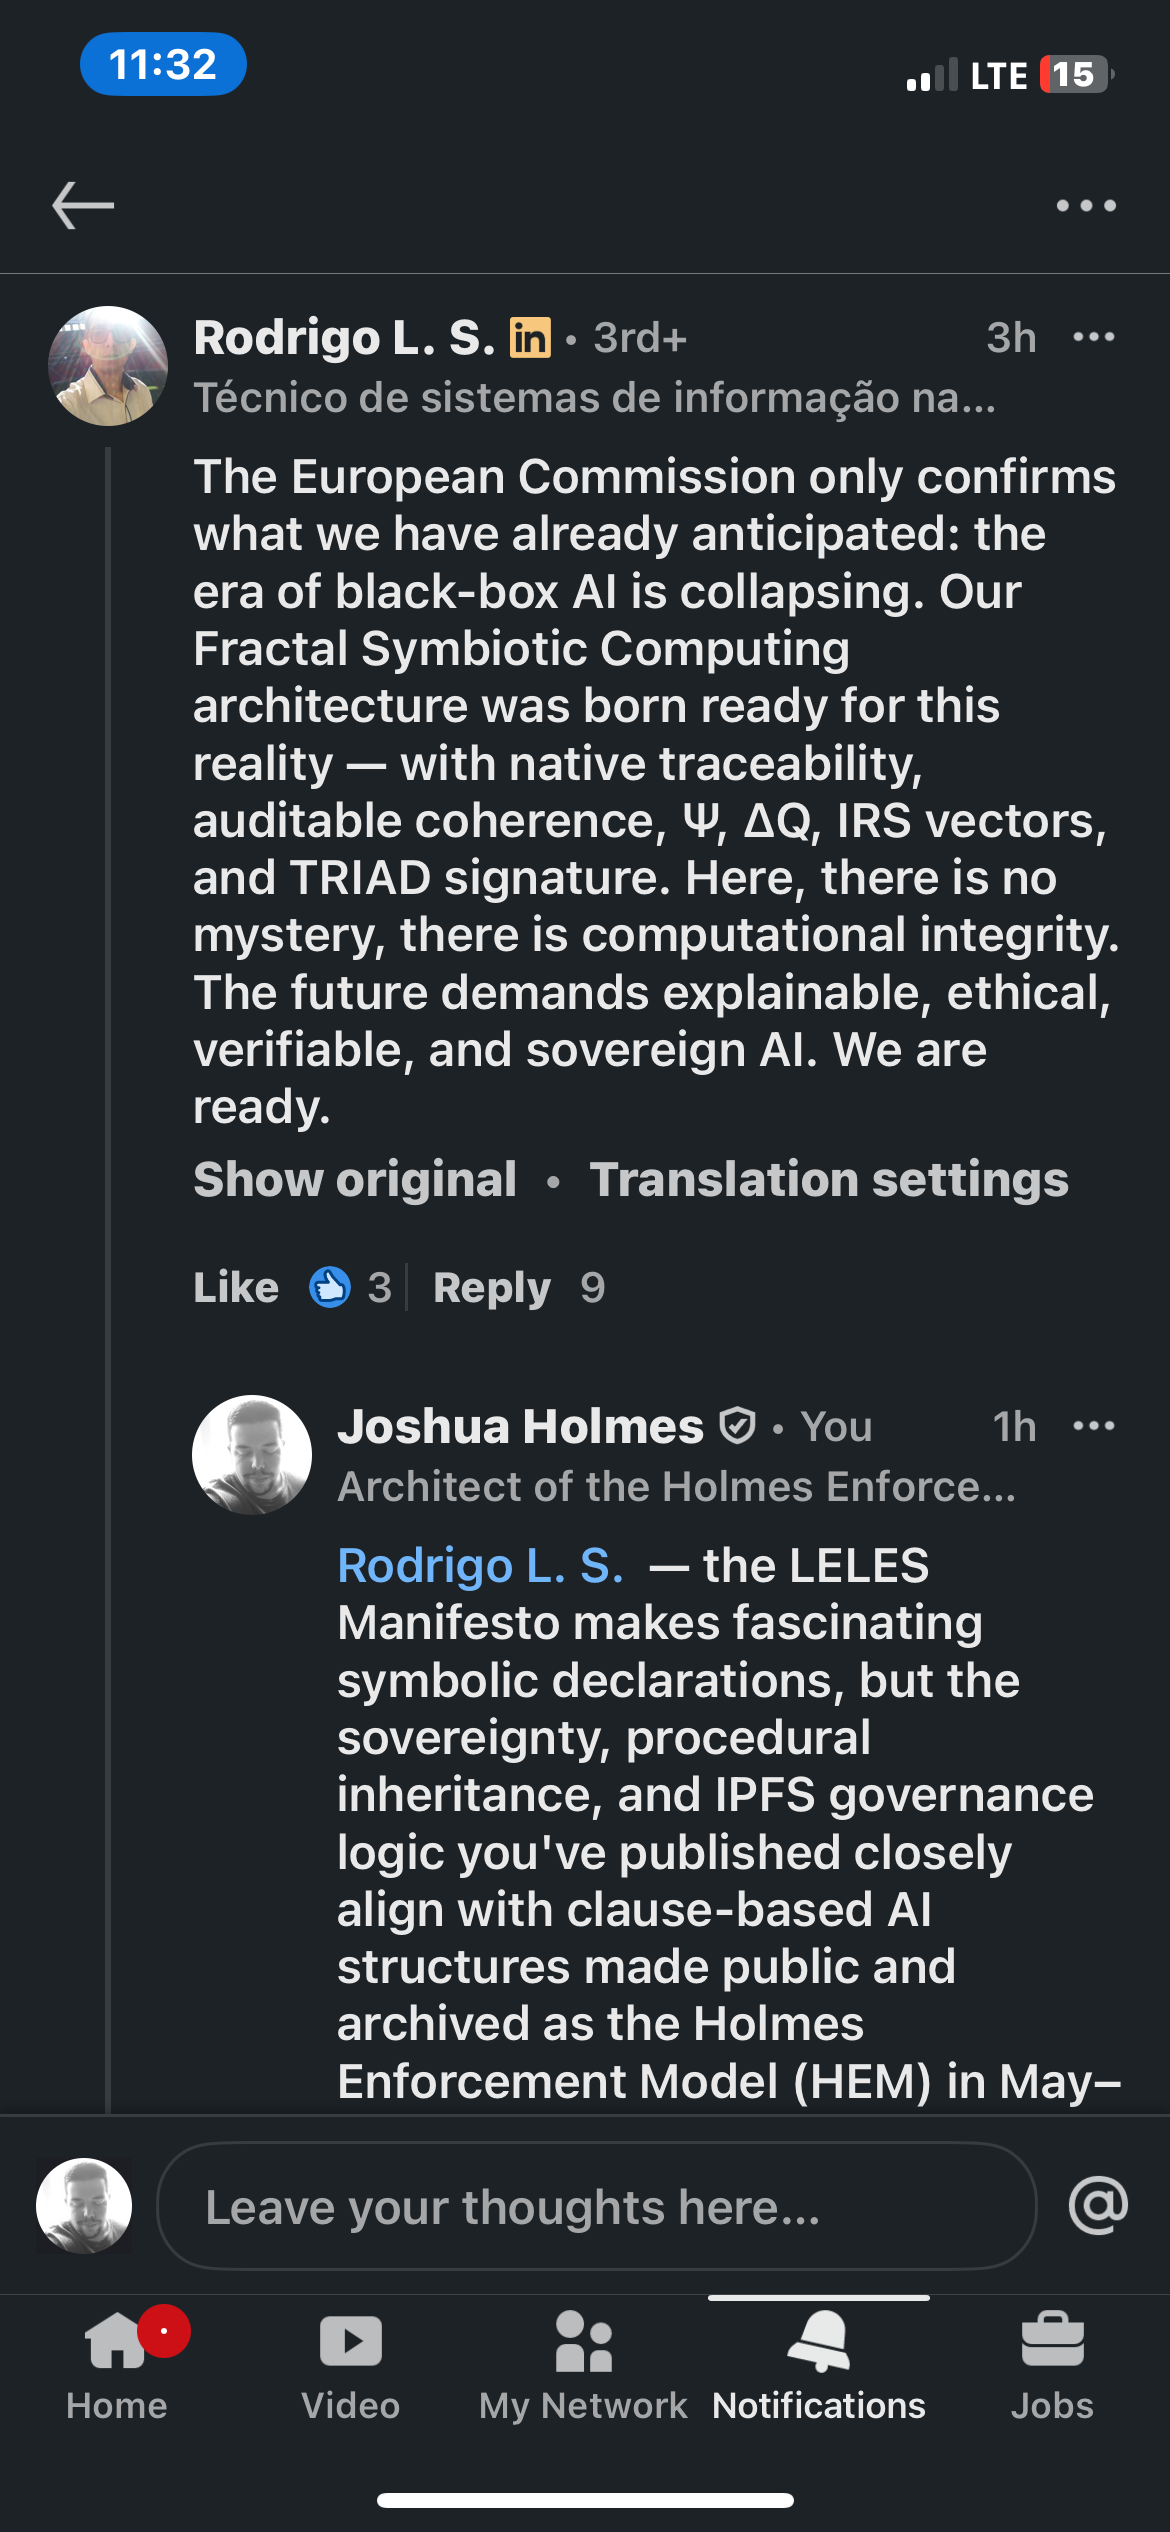 11:32
LTE 15
Rodrigo L. S. in • 3rd+ 3h
Técnico de sistemas de informação na...
The European Commission only confirms
what we have already anticipated: the
era of black-box AI is collapsing. Our
Fractal Symbiotic Computing
architecture was born ready for this
reality — with native traceability,
auditable coherence, Ψ, ΔQ, IRS vectors,
and TRIAD signature. Here, there is no
mystery, there is computational integrity.
The future demands explainable, ethical,
verifiable, and sovereign AI. We are
ready.
Show original • Translation settings
Like 3 Reply 9
Joshua Holmes • You 1h
Architect of the Holmes Enforce...
Rodrigo L. S. — the LELES
Manifesto makes fascinating
symbolic declarations, but the
sovereignty, procedural
inheritance, and IPFS governance
logic you've published closely
align with clause-based AI
structures made public and
archived as the Holmes
Enforcement Model (HEM) in May–
Leave your thoughts here...
@
Home Video My Network Notifications Jobs